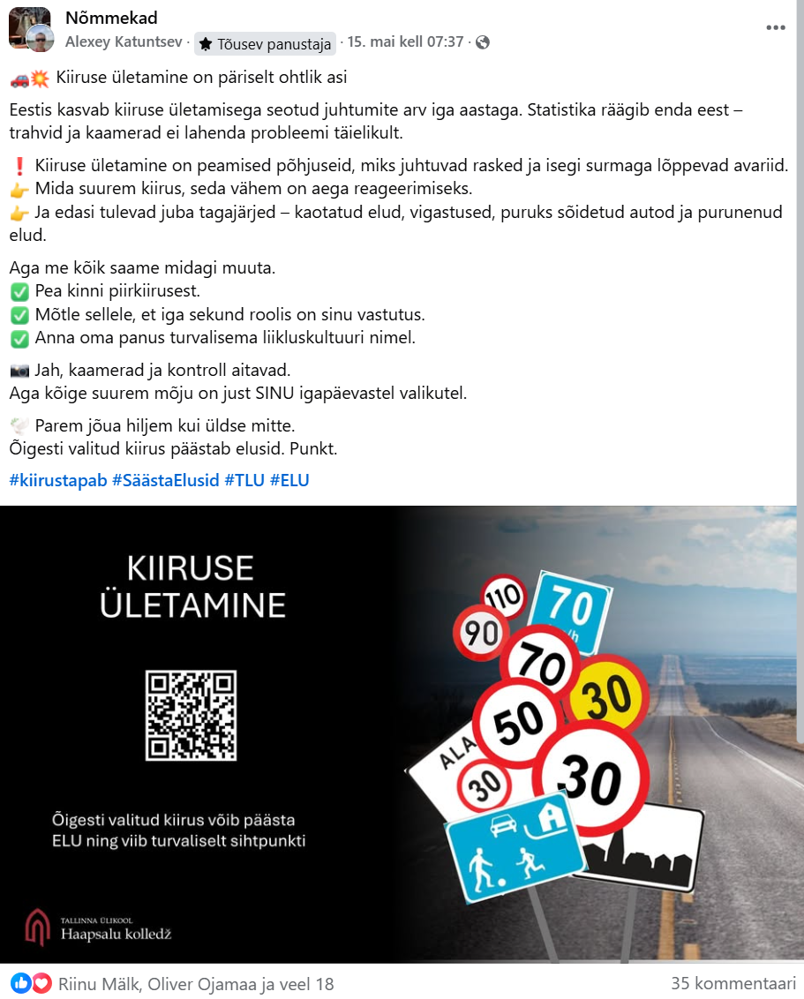 Nõmmekad
Alexey Katuntsev · Tõusev panustaja · 15. mai kell 07:37 ·
🚗💥 Kiiruse ületamine on päriselt ohtlik asi
Eestis kasvab kiiruse ületamisega seotud juhtumite arv iga aastaga. Statistika räägib enda eest –
trahvid ja kaamerad ei lahenda probleemi täielikult.
❗ Kiiruse ületamine on peamised põhjuseid, miks juhtuvad rasked ja isegi surmaga lõppevad avariid.
👉 Mida suurem kiirus, seda vähem on aega reageerimiseks.
👉 Ja edasi tulevad juba tagajärjed – kaotatud elud, vigastused, puruks sõidetud autod ja purunenud
elud.
Aga me kõik saame midagi muuta.
✅ Pea kinni piirkiirusest.
✅ Mõtle sellele, et iga sekund roolis on sinu vastutus.
✅ Anna oma panus turvalisema liikluskultuuri nimel.
📷 Jah, kaamerad ja kontroll aitavad.
Aga kõige suurem mõju on just SINU igapäevastel valikutel.
🕊️ Parem jõua hiljem kui üldse mitte.
Õigesti valitud kiirus päästab elusid. Punkt.
#kiirustapab #SäästaElusid #TLU #ELU
KIIRUSE
ÜLETAMINE
Õigesti valitud kiirus võib päästa
ELU ning viib turvaliselt sihtpunkti
TALLINNA ÜLIKOOL
Haapsalu kolledž
110
70
90
70
30
50
ALA
30
30
Riinu Mälk, Oliver Ojamaa ja veel 18
35 kommentaari